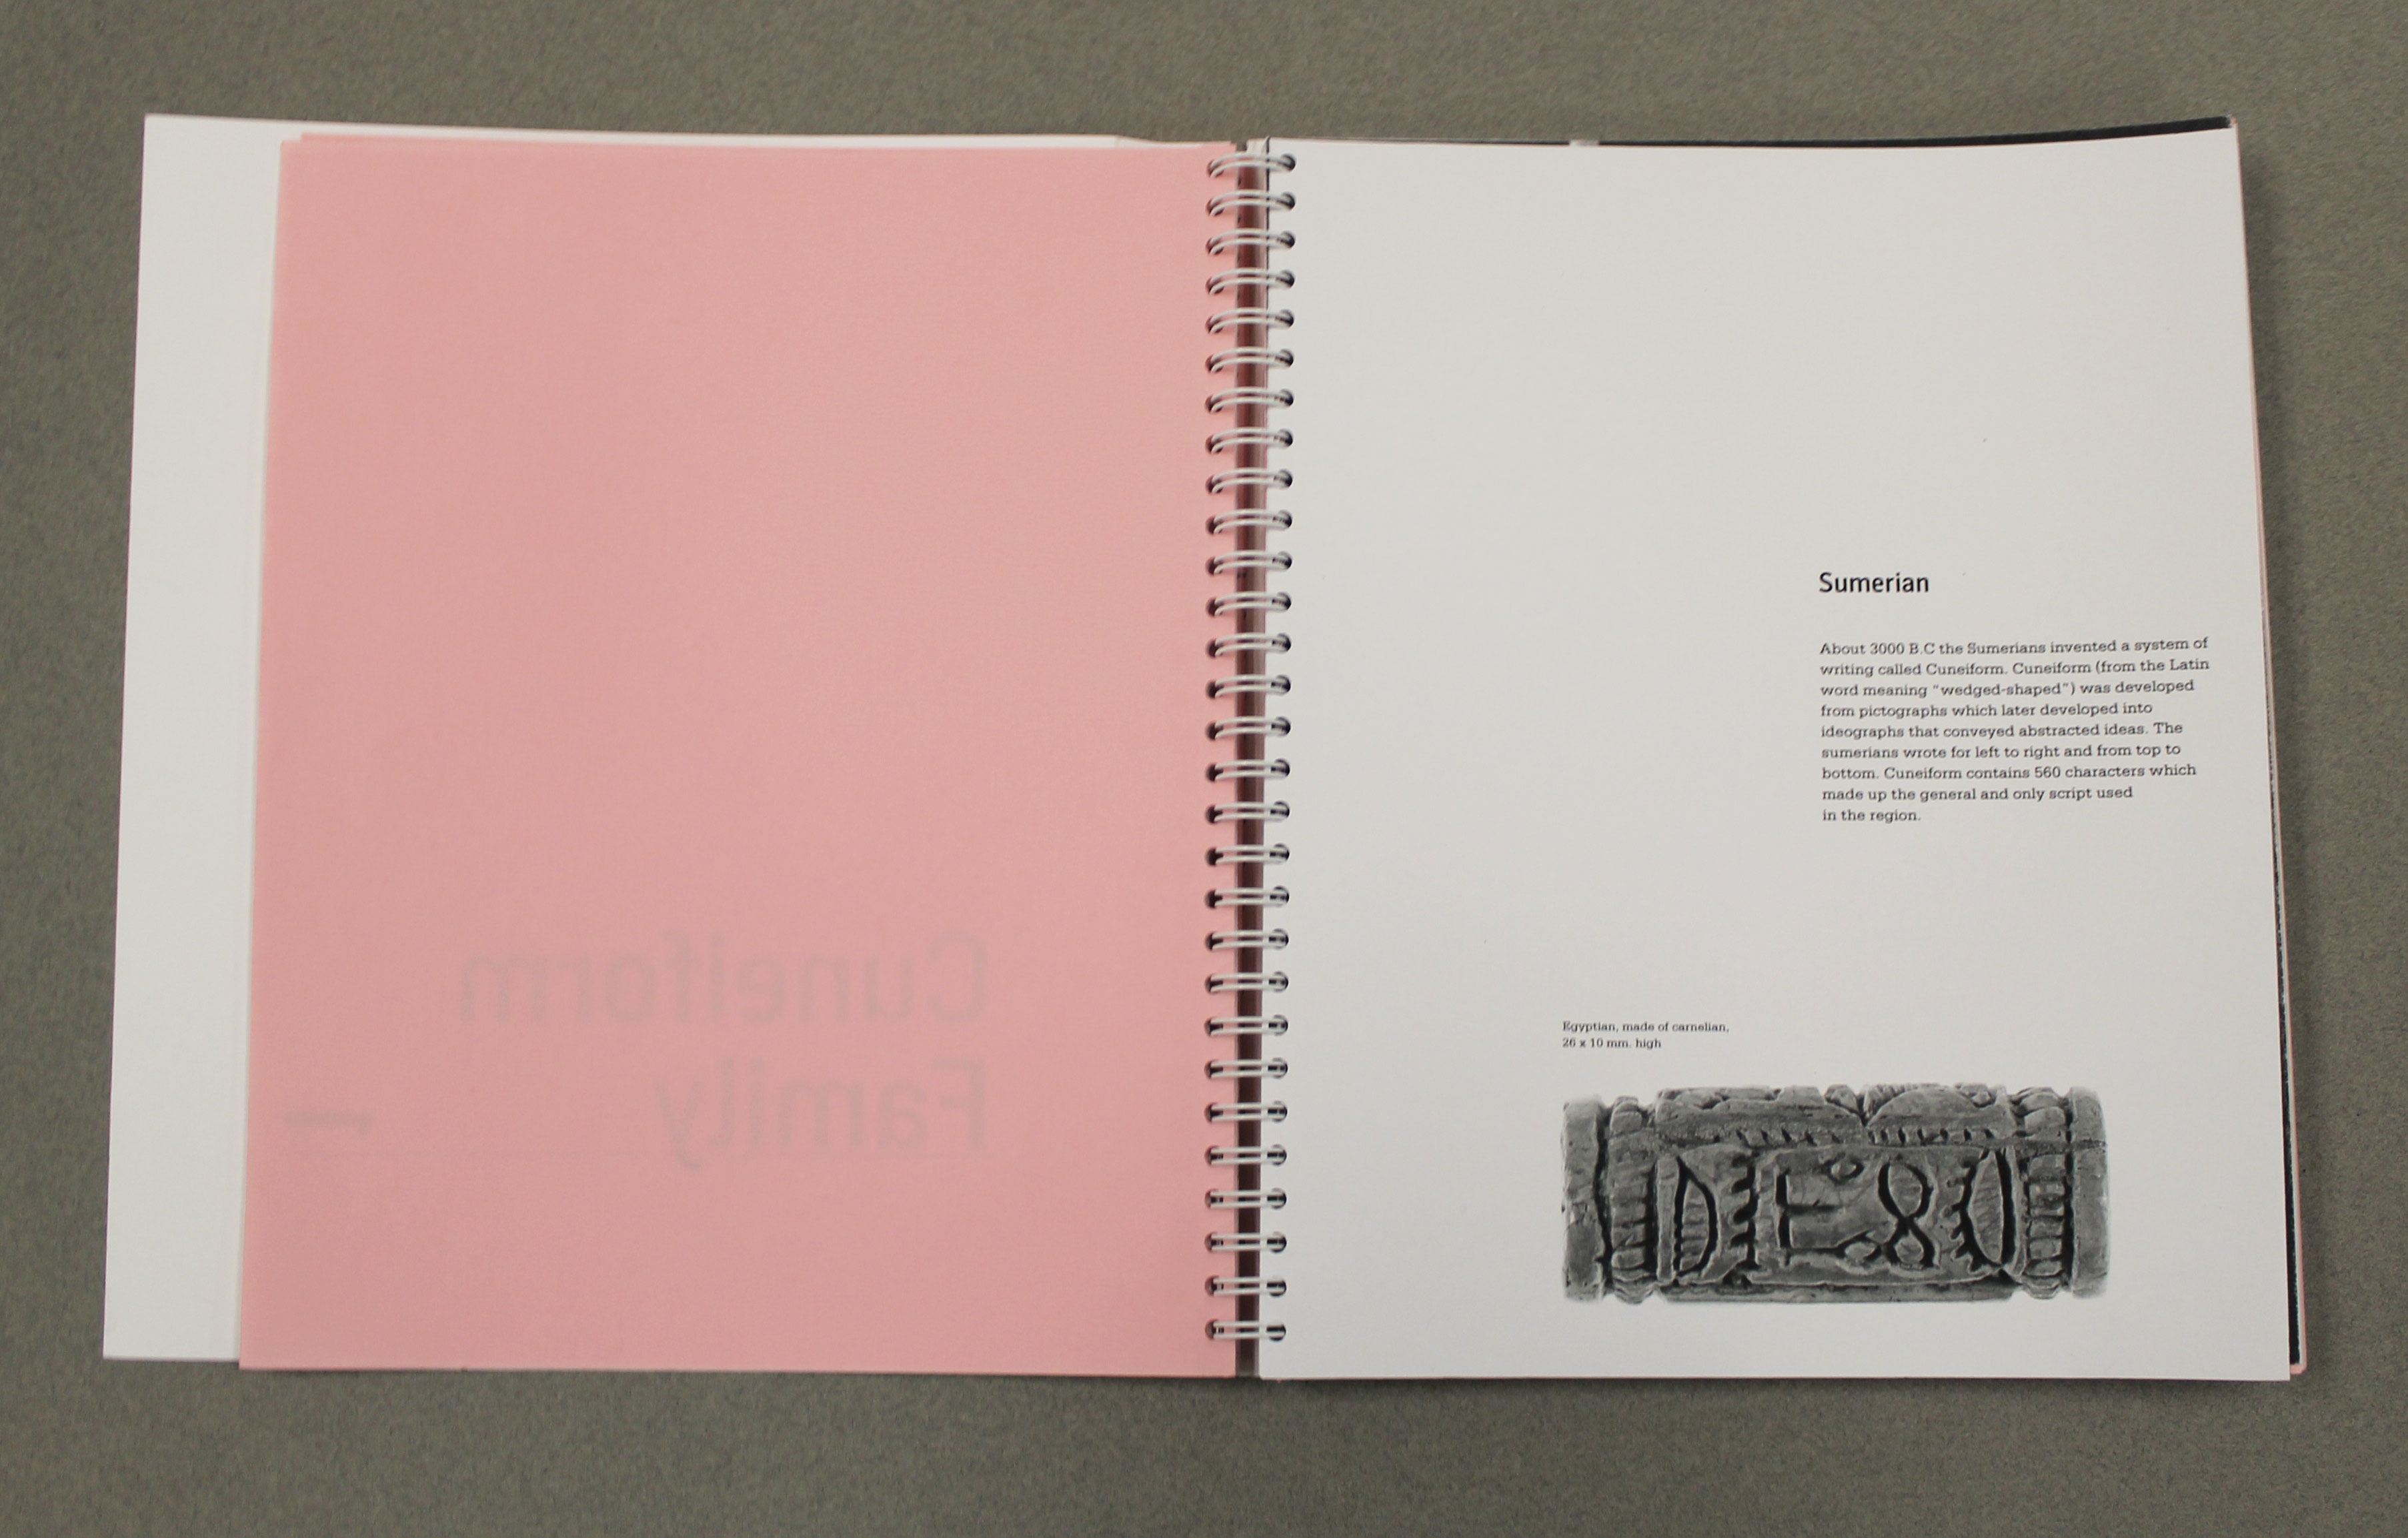 Cuneiform
Family
Sumerian
About 3000 B.C the Sumerians invented a system of
writing called Cuneiform. Cuneiform (from the Latin
word meaning “wedged-shaped”) was developed
from pictographs which later developed into
ideographs that conveyed abstracted ideas. The
sumerians wrote for left to right and from top to
bottom. Cuneiform contains 560 characters which
made up the general and only script used
in the region.
Egyptian, made of carnelian,
26 x 10 mm. high